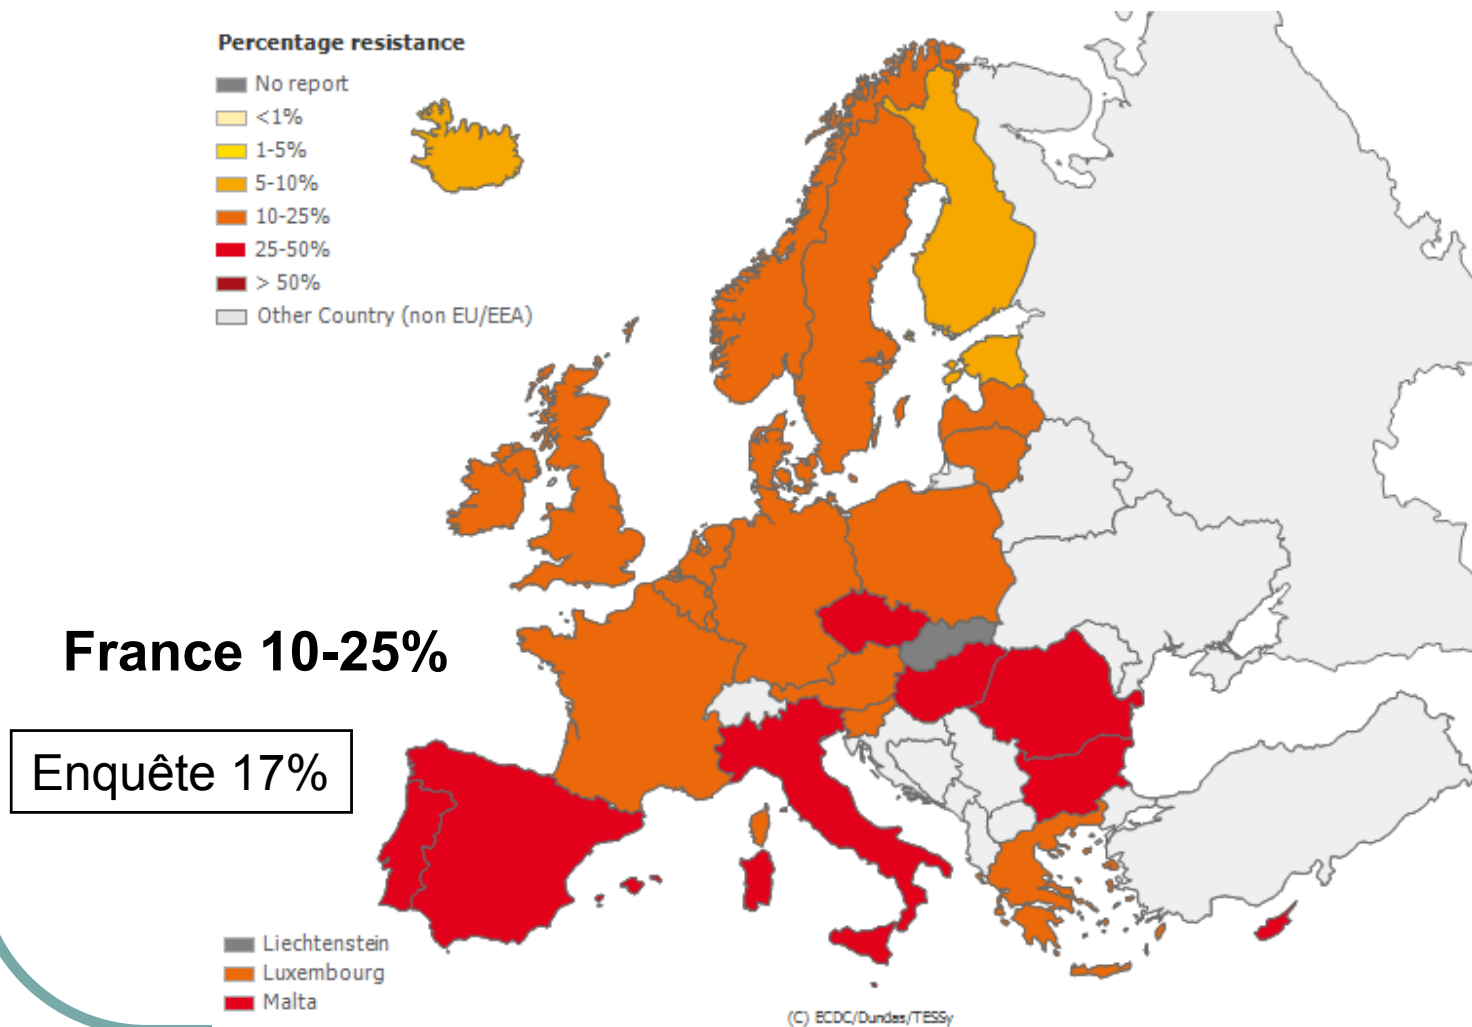 Percentage resistance
No report
<1%
1-5%
5-10%
10-25%
25-50%
> 50%
Other Country (non EU/EEA)
France 10-25%
Enquête 17%
Liechtenstein
Luxembourg
Malta
(C) ECDC/Dundas/TESSy